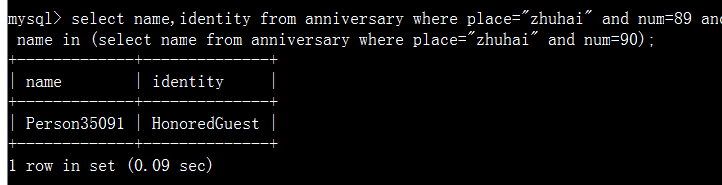 mysql> select name,identity from anniversary where place="zhuhai" and num=89 and
name in (select name from anniversary where place="zhuhai" and num=90);
+-------------+--------------+
| name        | identity     |
+-------------+--------------+
| Person35091 | HonoredGuest |
+-------------+--------------+
1 row in set (0.09 sec)